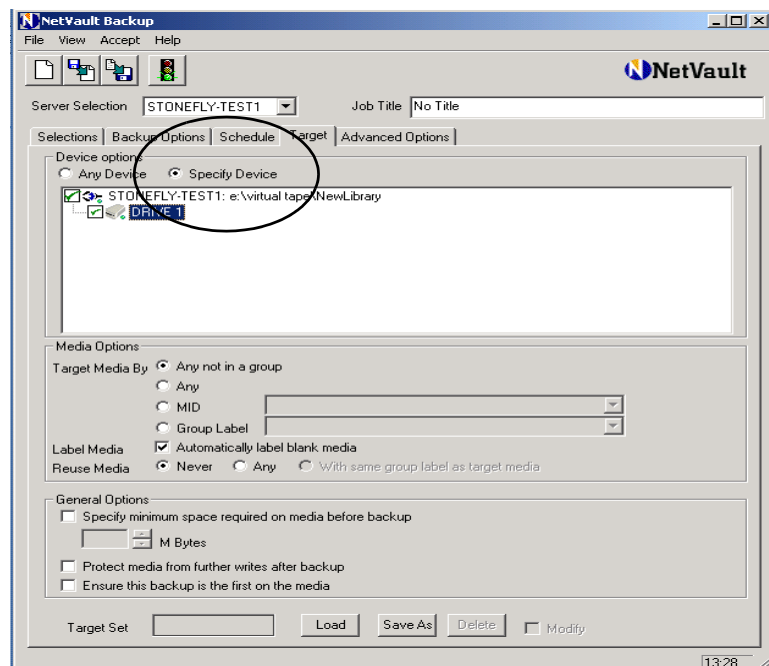 NetVault Backup
File View Accept Help
NetVault
Server Selection STONEFLY-TEST1 Job Title No Title
Selections Backup Options Schedule Target Advanced Options
Device options
Any Device Specify Device
STONEFLY-TEST1: e:\virtual tape\NewLibrary
DRIVE 1
Media Options
Target Media By Any not in a group
Any
MID
Group Label
Label Media Automatically label blank media
Reuse Media Never Any With same group label as target media
General Options
Specify minimum space required on media before backup
M Bytes
Protect media from further writes after backup
Ensure this backup is the first on the media
Target Set Load Save As Delete Modify
13:28